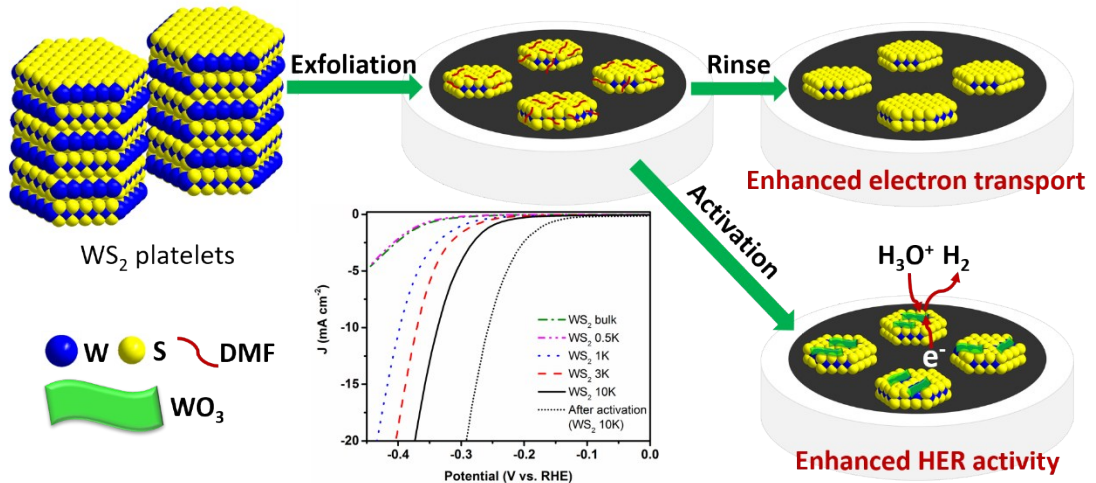 Exfoliation
Rinse
Enhanced electron transport
WS₂ platelets
Activation
H₃O⁺ H₂
e⁻
Enhanced HER activity
W S DMF
WO₃
0
-5
-10
-15
-20
J (mA cm⁻²)
WS₂ bulk
WS₂ 0.5K
WS₂ 1K
WS₂ 3K
WS₂ 10K
After activation
(WS₂ 10K)
-0.4 -0.3 -0.2 -0.1 0.0
Potential (V vs. RHE)